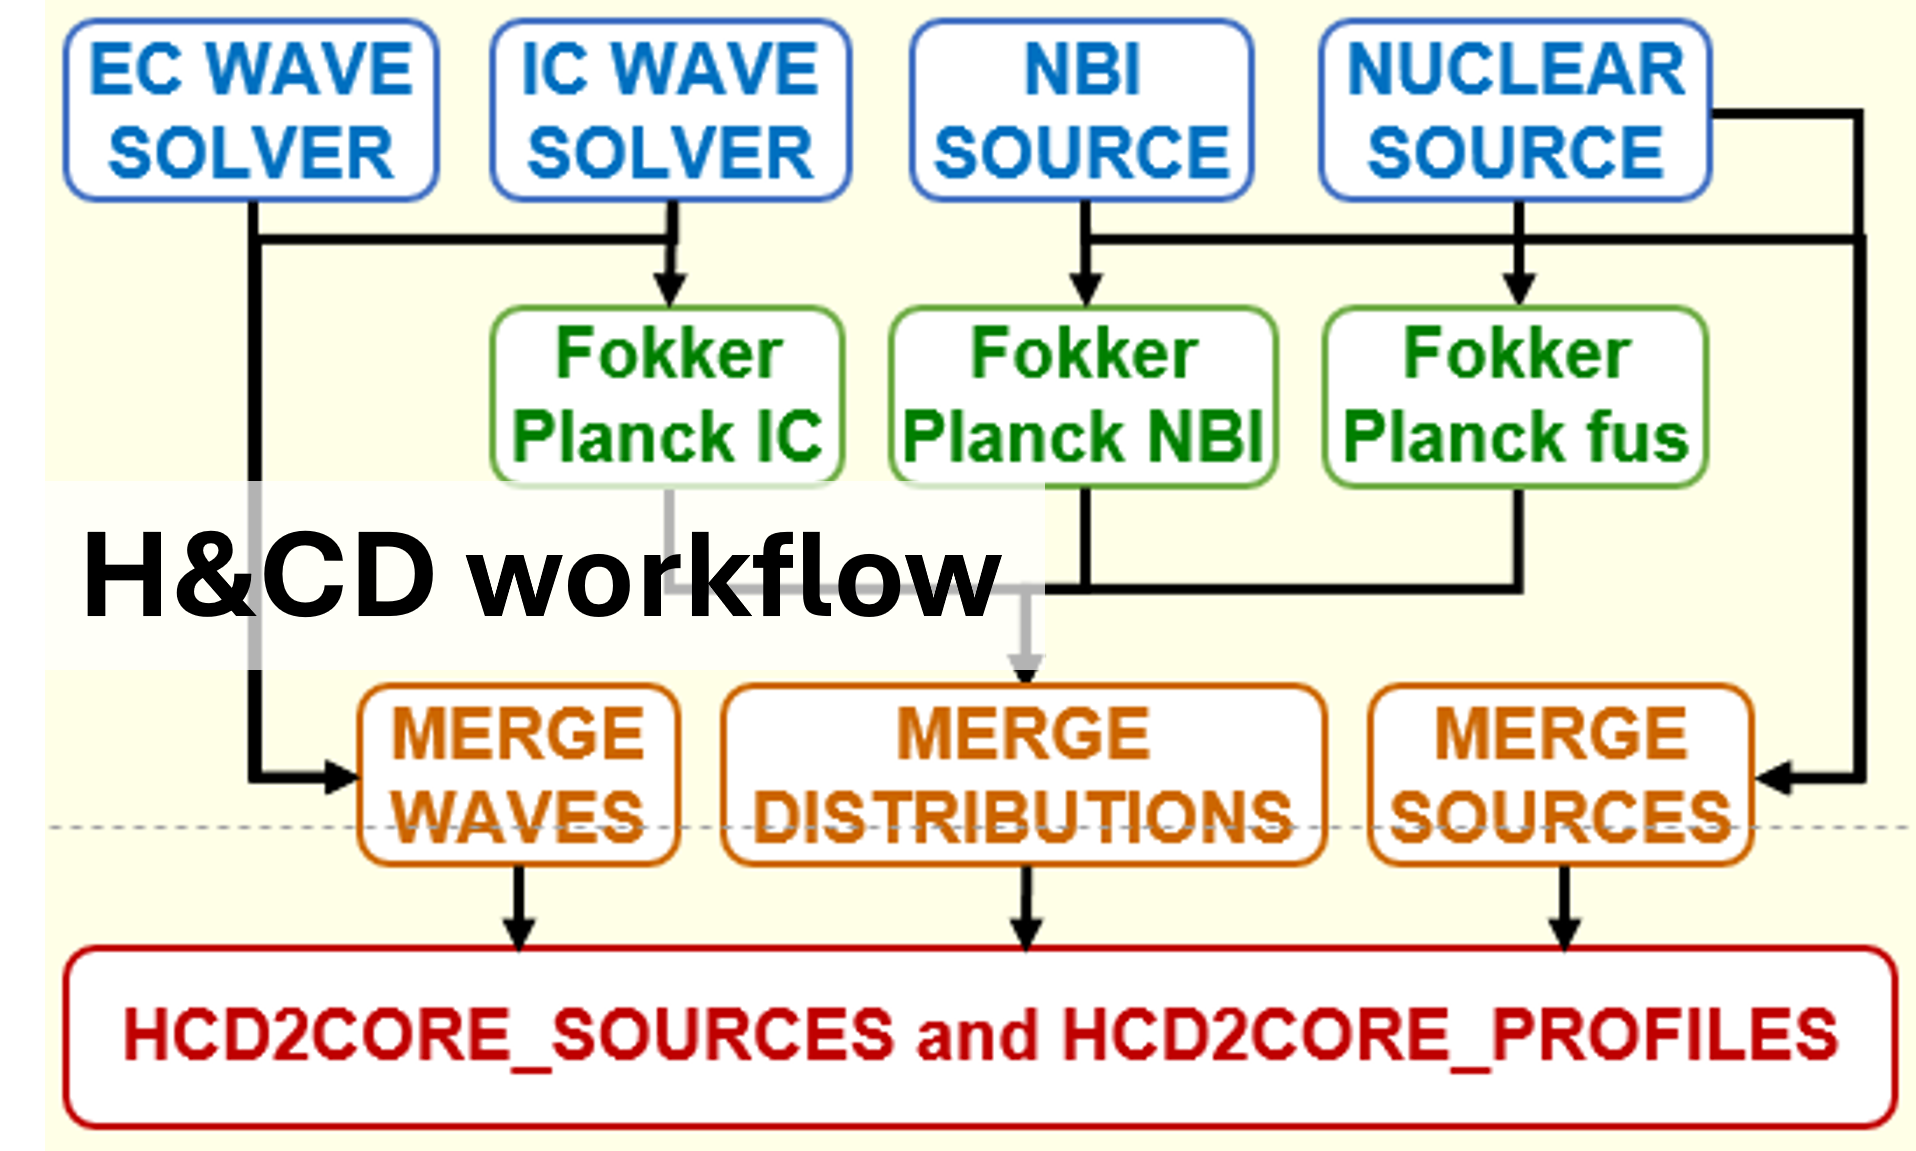 EC WAVE
SOLVER
IC WAVE
SOLVER
NBI
SOURCE
NUCLEAR
SOURCE
Fokker
Planck IC
Fokker
Planck NBI
Fokker
Planck fus
H&CD workflow
MERGE
WAVES
MERGE
DISTRIBUTIONS
MERGE
SOURCES
HCD2CORE_SOURCES and HCD2CORE_PROFILES